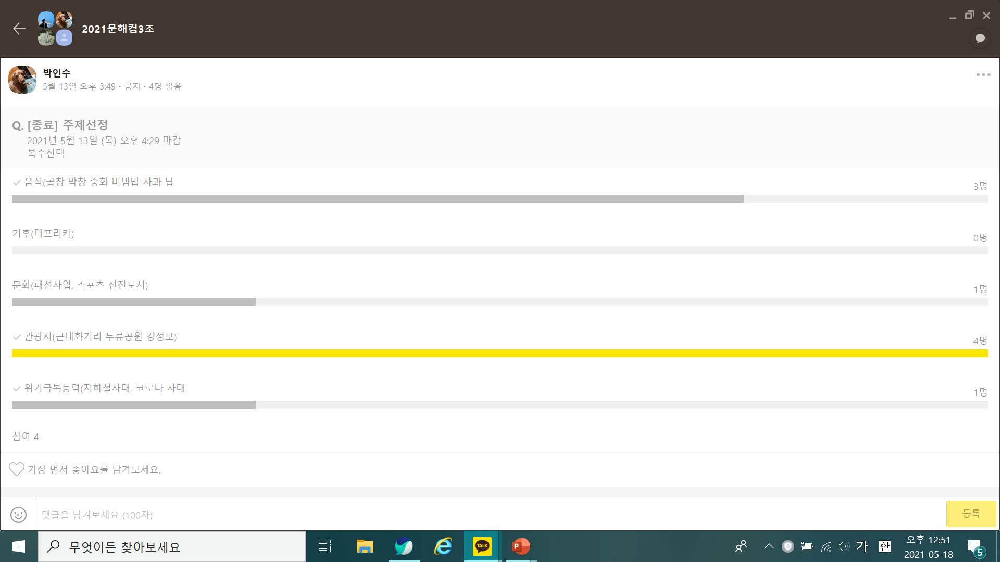 2021문해컴3조
박인수
5월 13일 오후 3:49 • 공지 • 4명 읽음
Q. [종료] 주제선정
2021년 5월 13일 (목) 오후 4:29 마감
복수선택
음식(곱창 막창 중화 비빔밥 사과 납
3명
기후(대프리카)
0명
문화(패션사업, 스포츠 선진도시)
1명
관광지(근대화거리 두류공원 강정보)
4명
위기극복능력(지하철사태, 코로나 사태
1명
참여 4
가장 먼저 좋아요를 남겨보세요.
댓글을 남겨보세요 (100자)
등록
무엇이든 찾아보세요
TALK
P
D
가
한
오후 12:51
2021-05-18
5